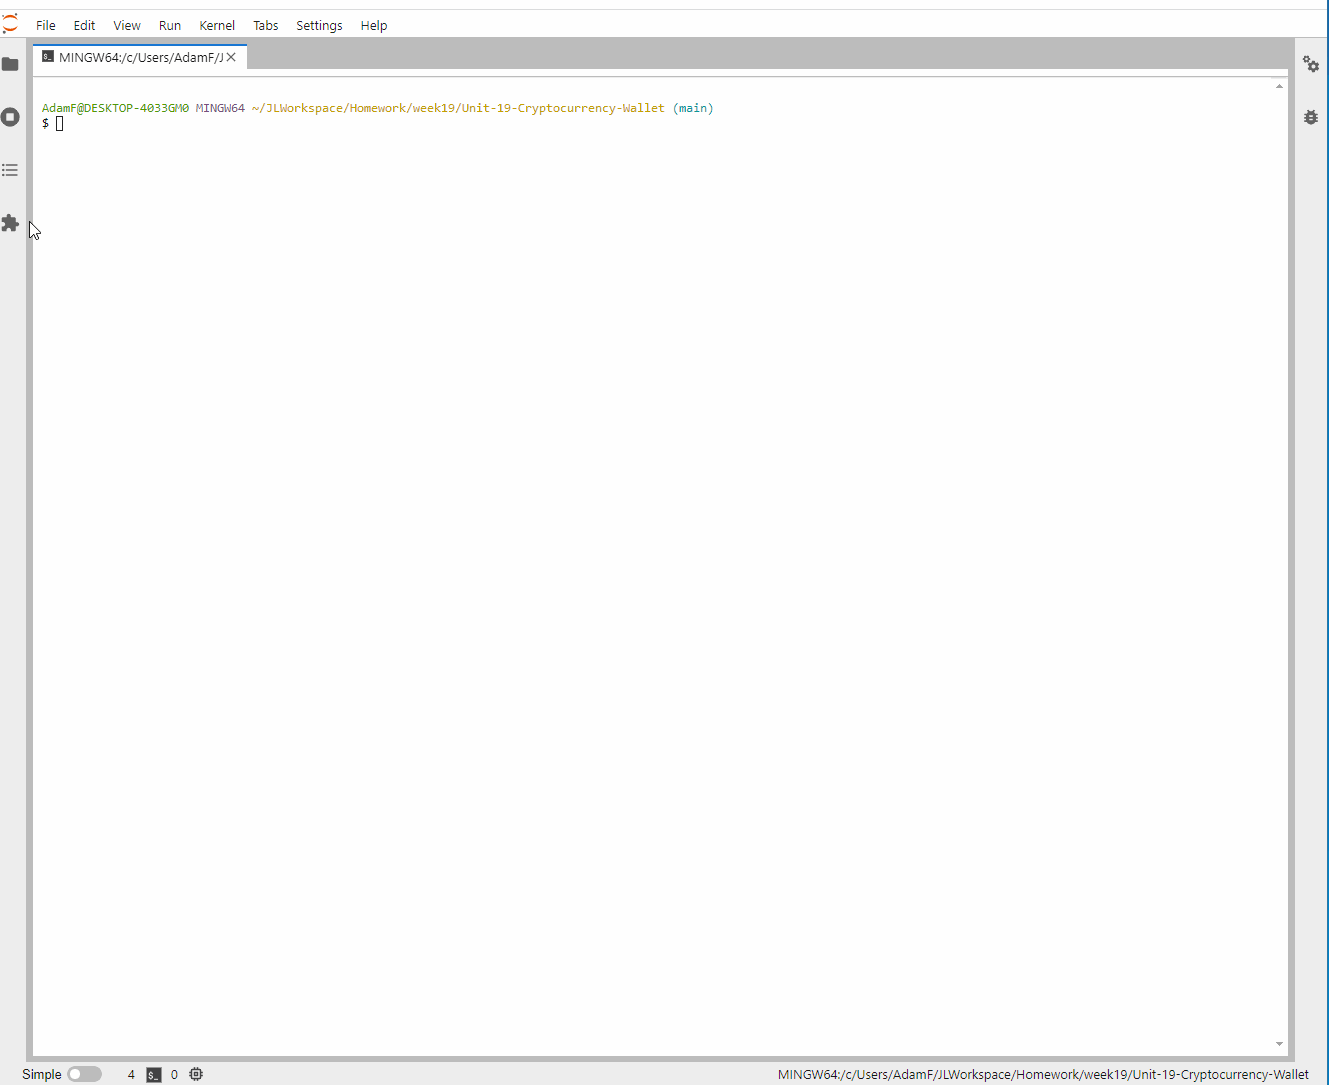 File Edit View Run Kernel Tabs Settings Help
MINGW64:/c/Users/AdamF/J
AdamF@DESKTOP-4033GM0 MINGW64 ~/JLWorkspace/Homework/week19/Unit-19-Cryptocurrency-Wallet (main)
$
Simple 4 $_ 0 MINGW64:/c/Users/AdamF/JLWorkspace/Homework/week19/Unit-19-Cryptocurrency-Wallet